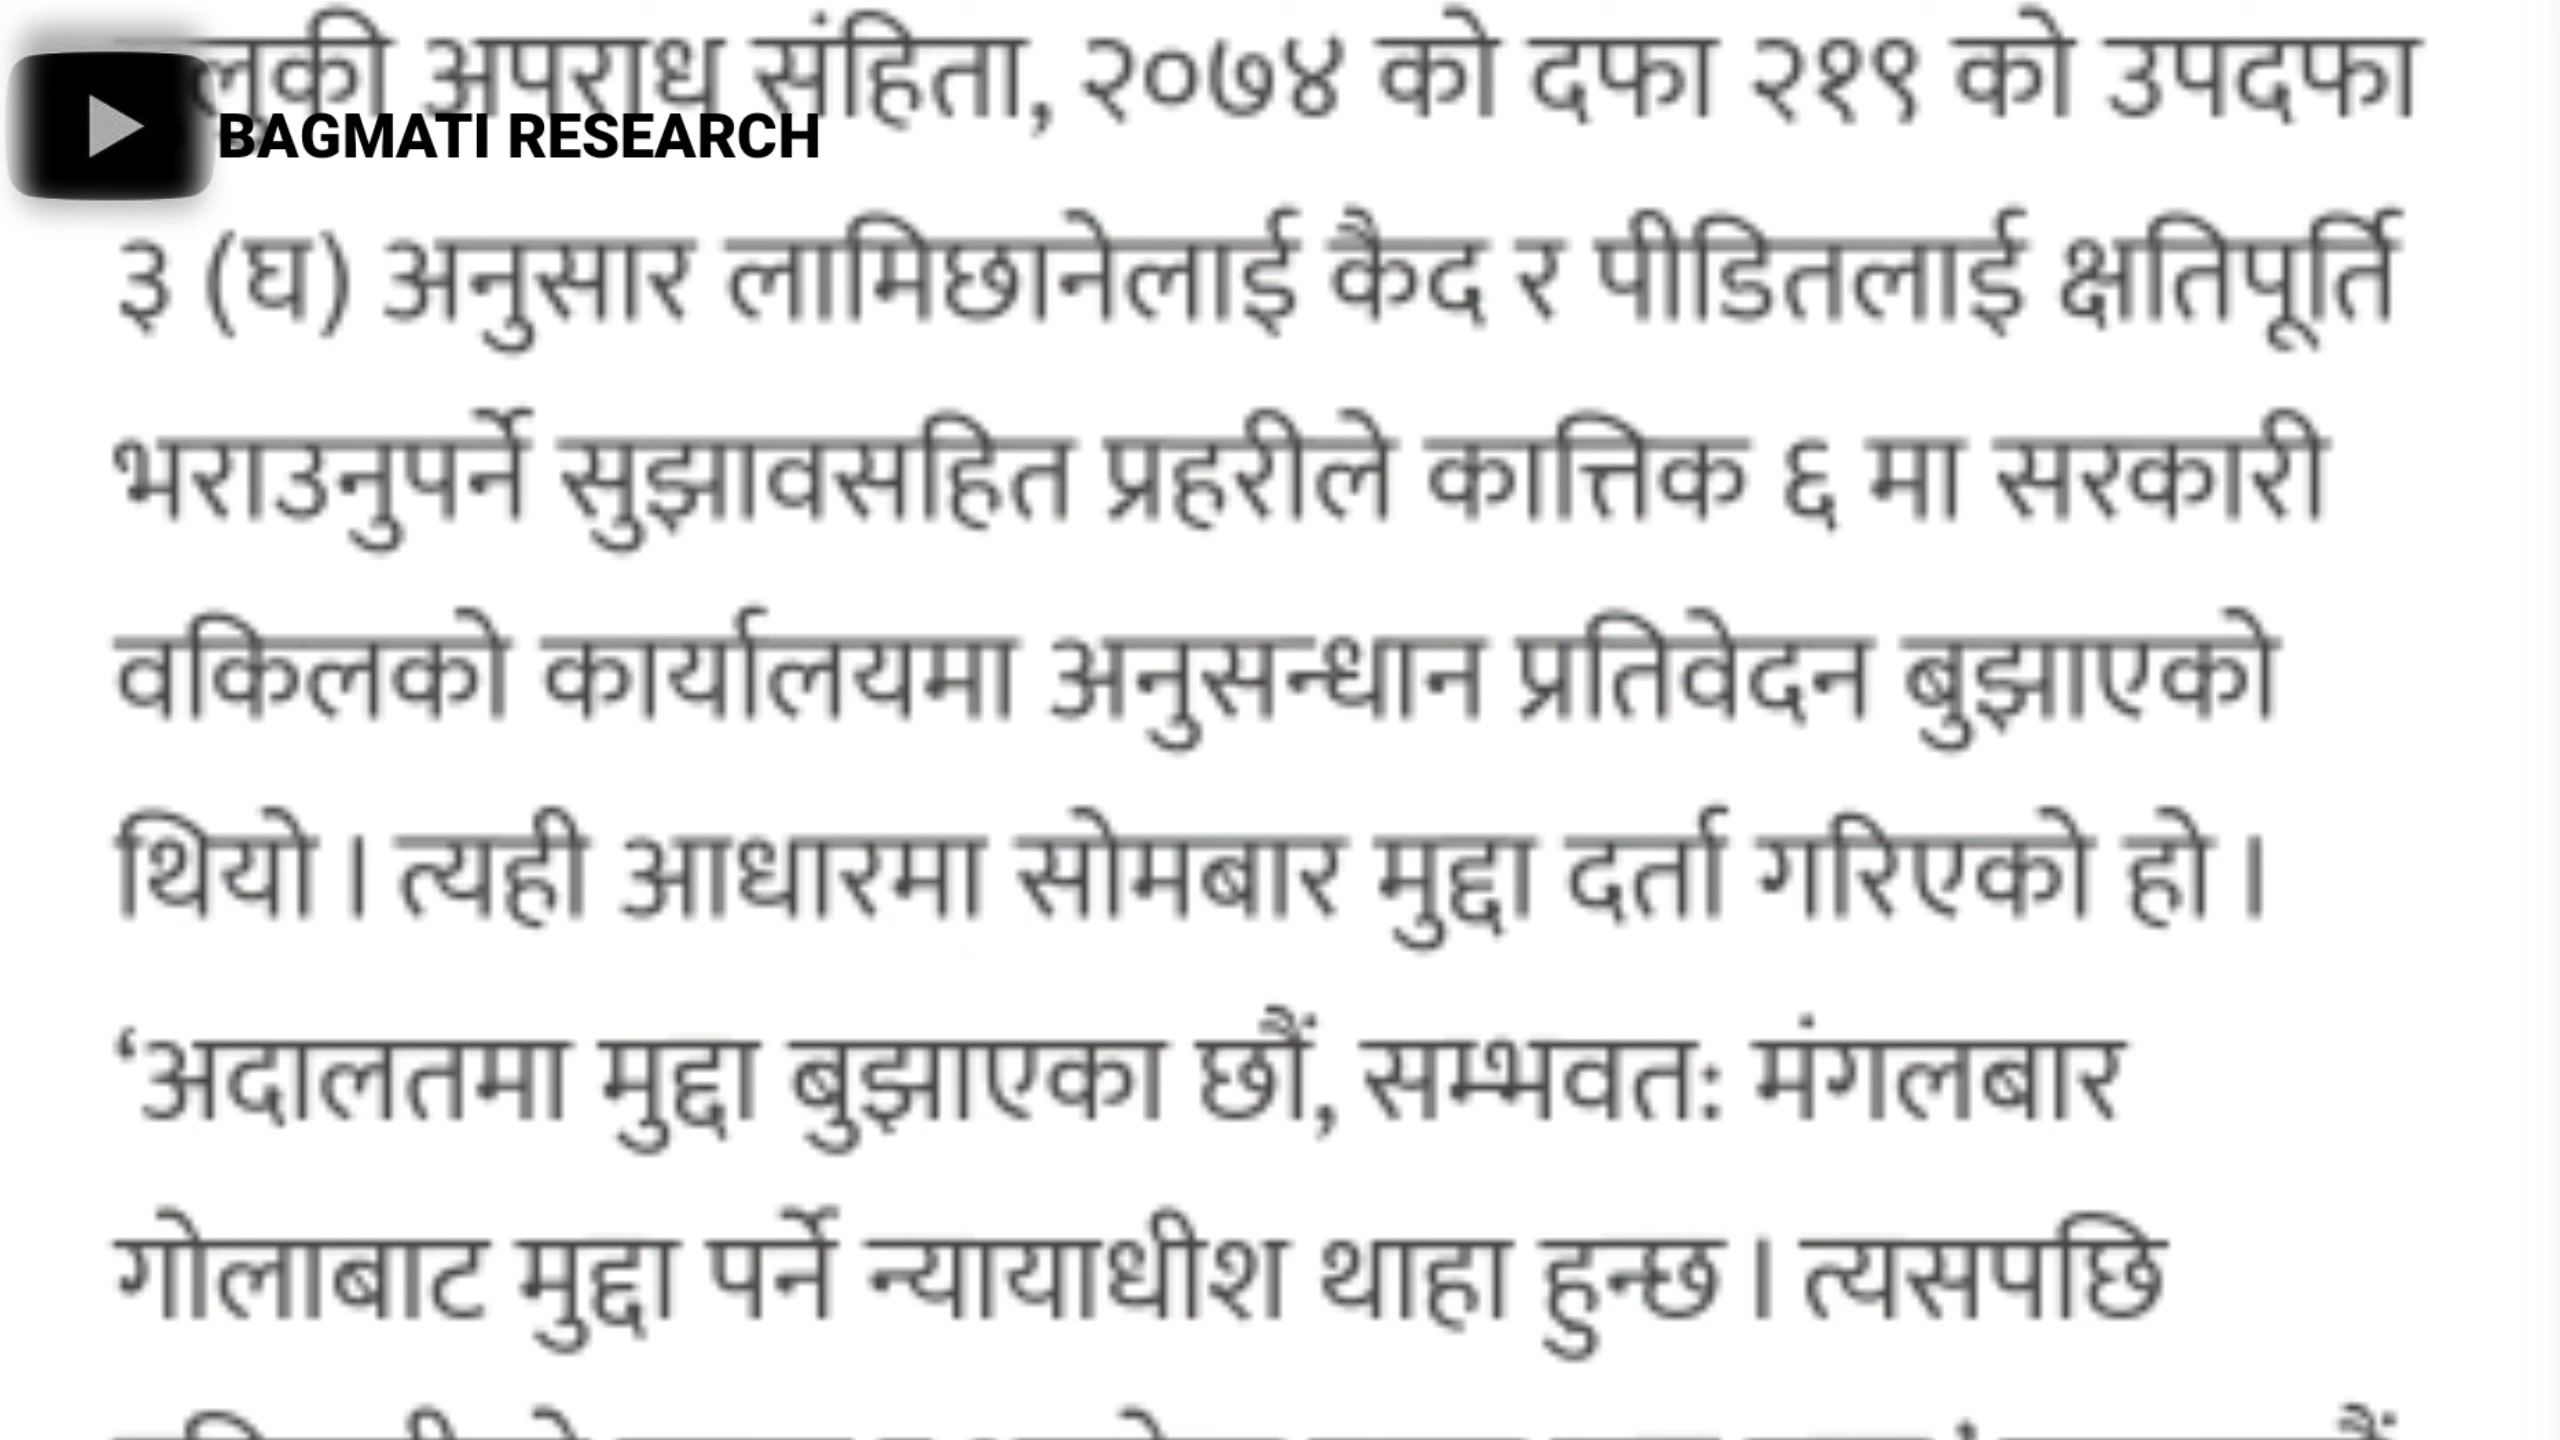 लुकी अपराध संहिता, २०७४ को दफा २१९ को उपदफा
BAGMATI RESEARCH
३ (घ) अनुसार लामिछानेलाई कैद र पीडितलाई क्षतिपूर्ति
भराउनुपर्ने सुझावसहित प्रहरीले कात्तिक ६ मा सरकारी
वकिलको कार्यालयमा अनुसन्धान प्रतिवेदन बुझाएको
थियो । त्यही आधारमा सोमबार मुद्दा दर्ता गरिएको हो ।
‘अदालतमा मुद्दा बुझाएका छौं, सम्भवत: मंगलबार
गोलाबाट मुद्दा पर्ने न्यायाधीश थाहा हुन्छ । त्यसपछि